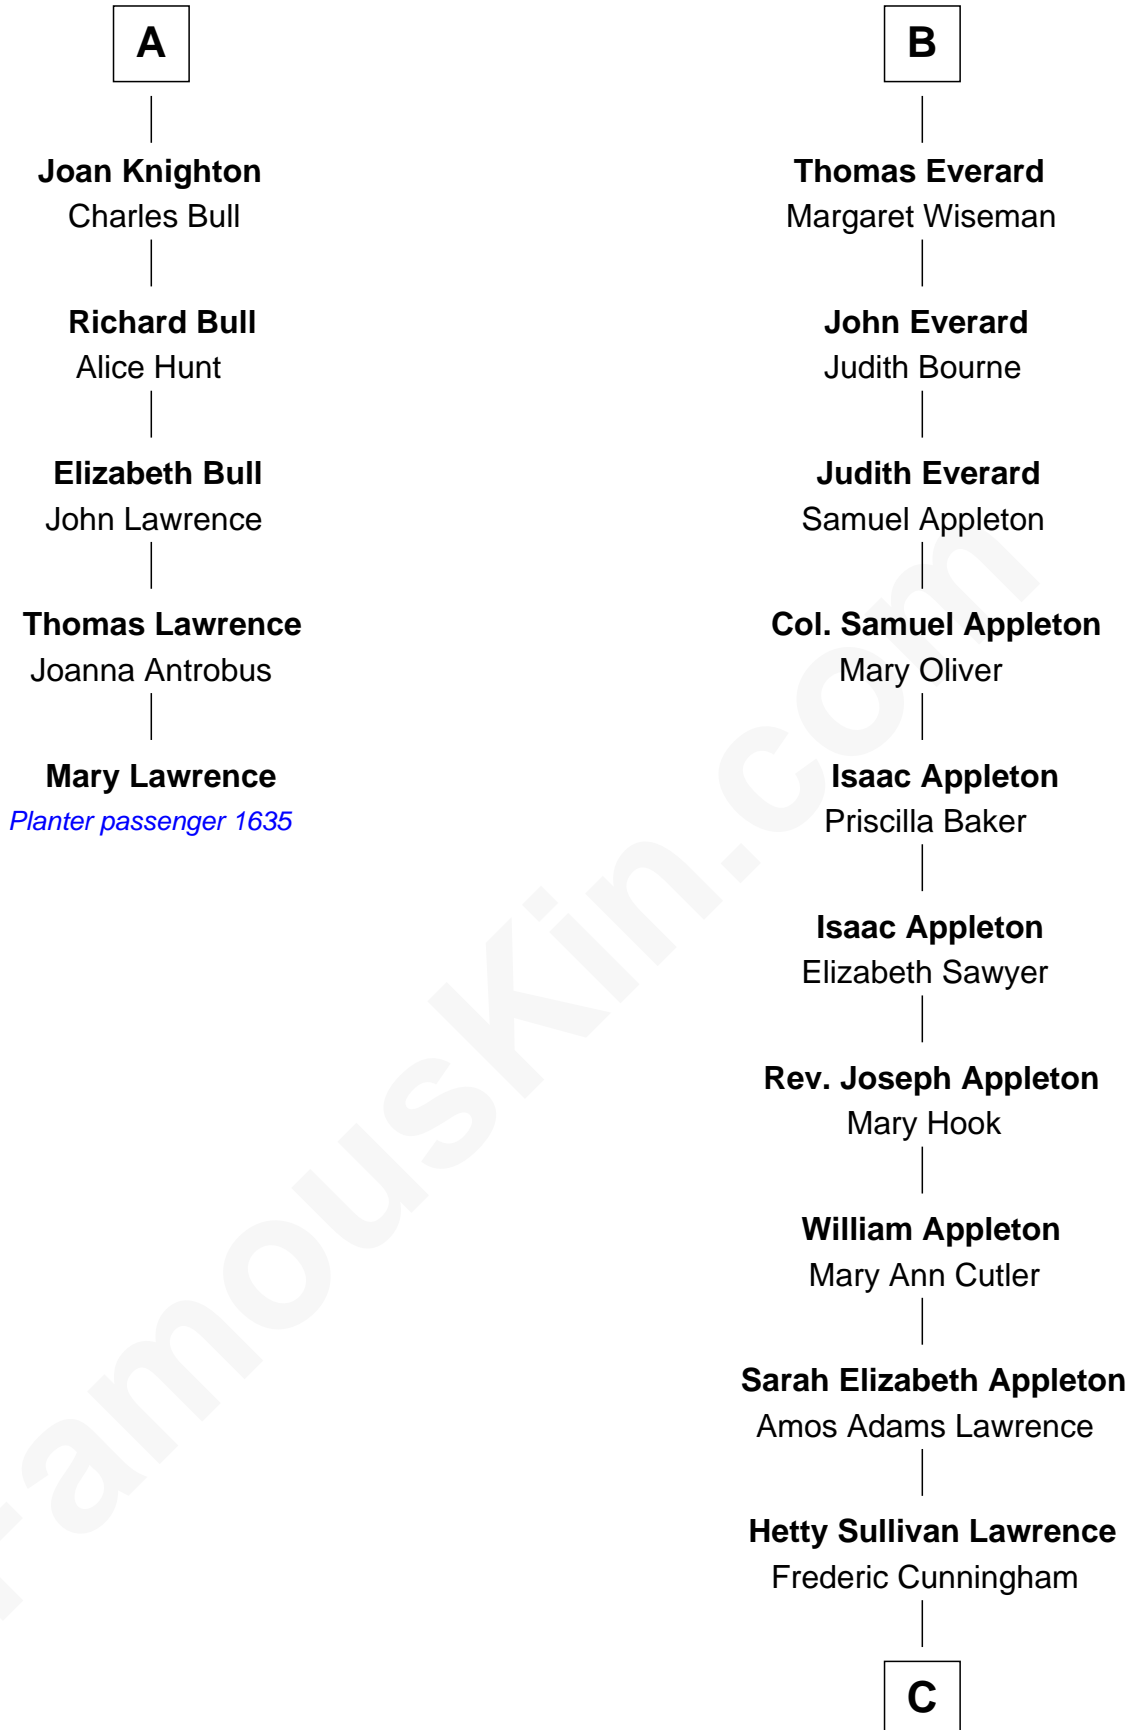 A
Joan Knighton
Charles Bull
Richard Bull
Alice Hunt
Elizabeth Bull
John Lawrence
Thomas Lawrence
Joanna Antrobus
Mary Lawrence
Planter passenger 1635
B
Thomas Everard
Margaret Wiseman
John Everard
Judith Bourne
Judith Everard
Samuel Appleton
Col. Samuel Appleton
Mary Oliver
Isaac Appleton
Priscilla Baker
Isaac Appleton
Elizabeth Sawyer
Rev. Joseph Appleton
Mary Hook
William Appleton
Mary Ann Cutler
Sarah Elizabeth Appleton
Amos Adams Lawrence
Hetty Sullivan Lawrence
Frederic Cunningham
C
FamousKin.com